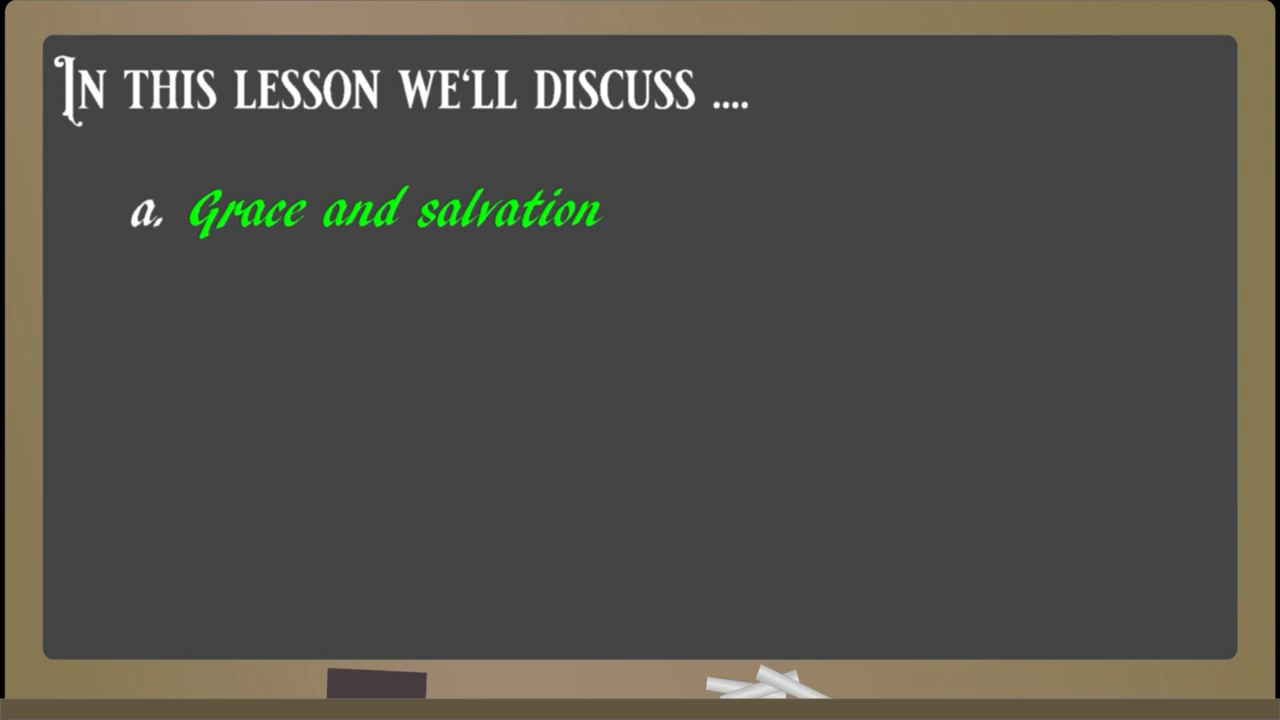 In this lesson we‘ll discuss ....
a. Grace and salvation